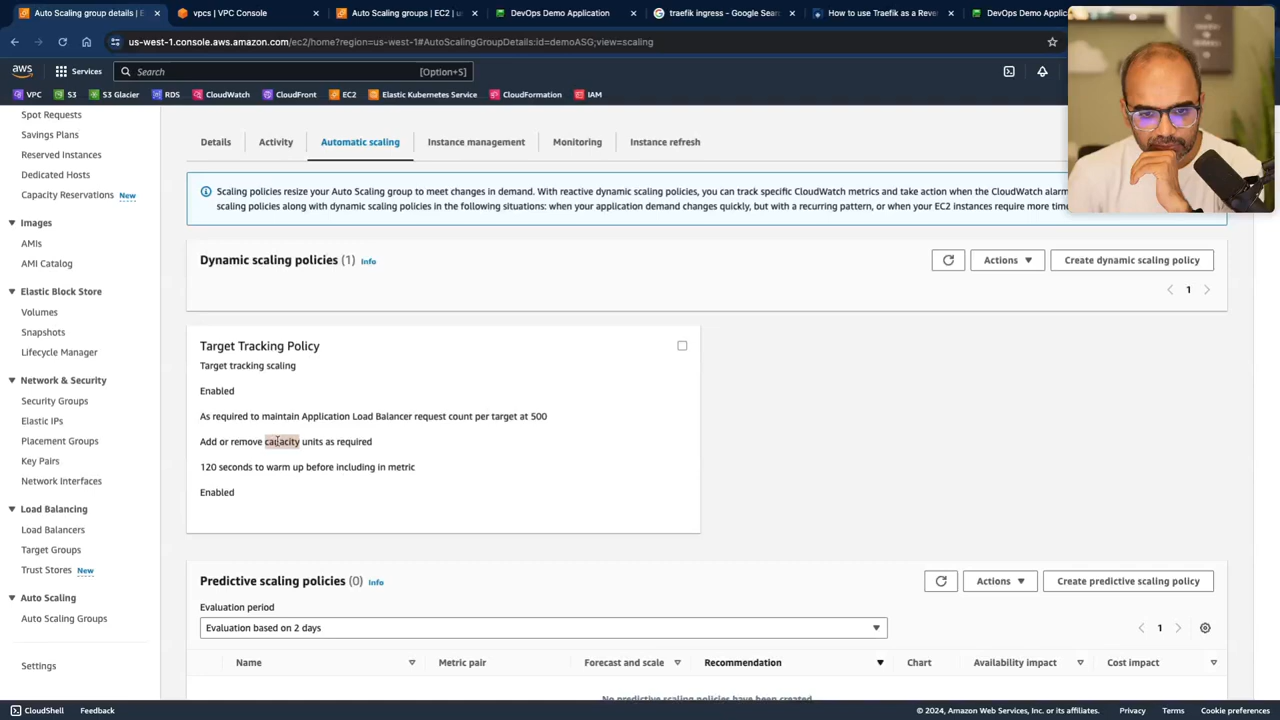 Auto Scaling group details | E
vpcs | VPC Console
Auto Scaling groups | EC2 | u
DevOps Demo Application
traefik ingress - Google Sear
How to use Traefik as a Reve
DevOps Demo Appl
us-west-1.console.aws.amazon.com/ec2/home?region=us-west-1#AutoScalingGroupDetails:id=demoASG;view=scaling
aws
Services
Search
[Option+S]
VPC
S3
S3 Glacier
RDS
CloudWatch
CloudFront
EC2
Elastic Kubernetes Service
CloudFormation
IAM
Spot Requests
Savings Plans
Reserved Instances
Dedicated Hosts
Capacity Reservations New
Images
AMIs
AMI Catalog
Elastic Block Store
Volumes
Snapshots
Lifecycle Manager
Network & Security
Security Groups
Elastic IPs
Placement Groups
Key Pairs
Network Interfaces
Load Balancing
Load Balancers
Target Groups
Trust Stores New
Auto Scaling
Auto Scaling Groups
Settings
Details
Activity
Automatic scaling
Instance management
Monitoring
Instance refresh
Scaling policies resize your Auto Scaling group to meet changes in demand. With reactive dynamic scaling policies, you can track specific CloudWatch metrics and take action when the CloudWatch alarm
scaling policies along with dynamic scaling policies in the following situations: when your application demand changes quickly, but with a recurring pattern, or when your EC2 instances require more time
Dynamic scaling policies (1) Info
Actions
Create dynamic scaling policy
1
Target Tracking Policy
Target tracking scaling
Enabled
As required to maintain Application Load Balancer request count per target at 500
Add or remove capacity units as required
120 seconds to warm up before including in metric
Enabled
Predictive scaling policies (0) Info
Actions
Create predictive scaling policy
Evaluation period
Evaluation based on 2 days
1
Name
Metric pair
Forecast and scale
Recommendation
Chart
Availability impact
Cost impact
No predictive scaling policies have been created
CloudShell
Feedback
© 2024, Amazon Web Services, Inc. or its affiliates.
Privacy
Terms
Cookie preferences